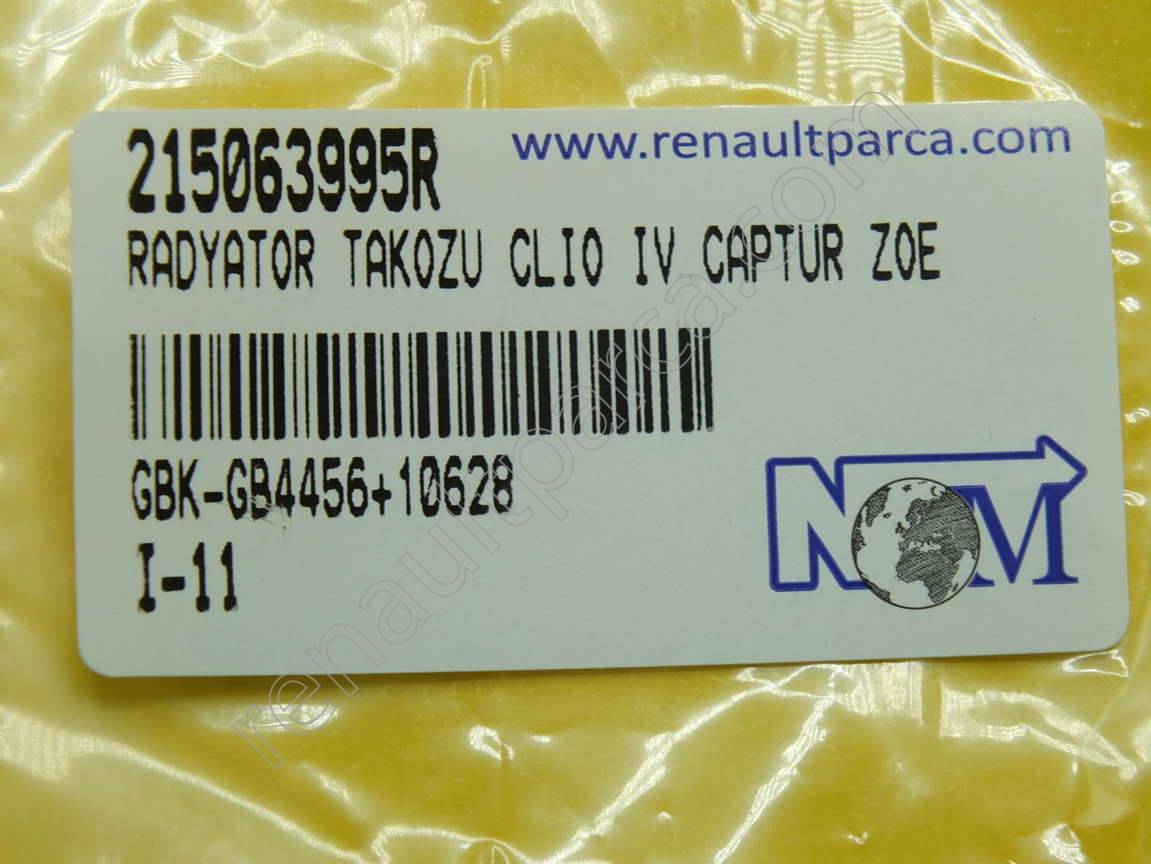 215063995R
www.renaultparca.com
RADYATOR TAKOZU CLIO IV CAPTUR ZOE
GBK-GB4456+10628
I-11
NM
renaultparca.com